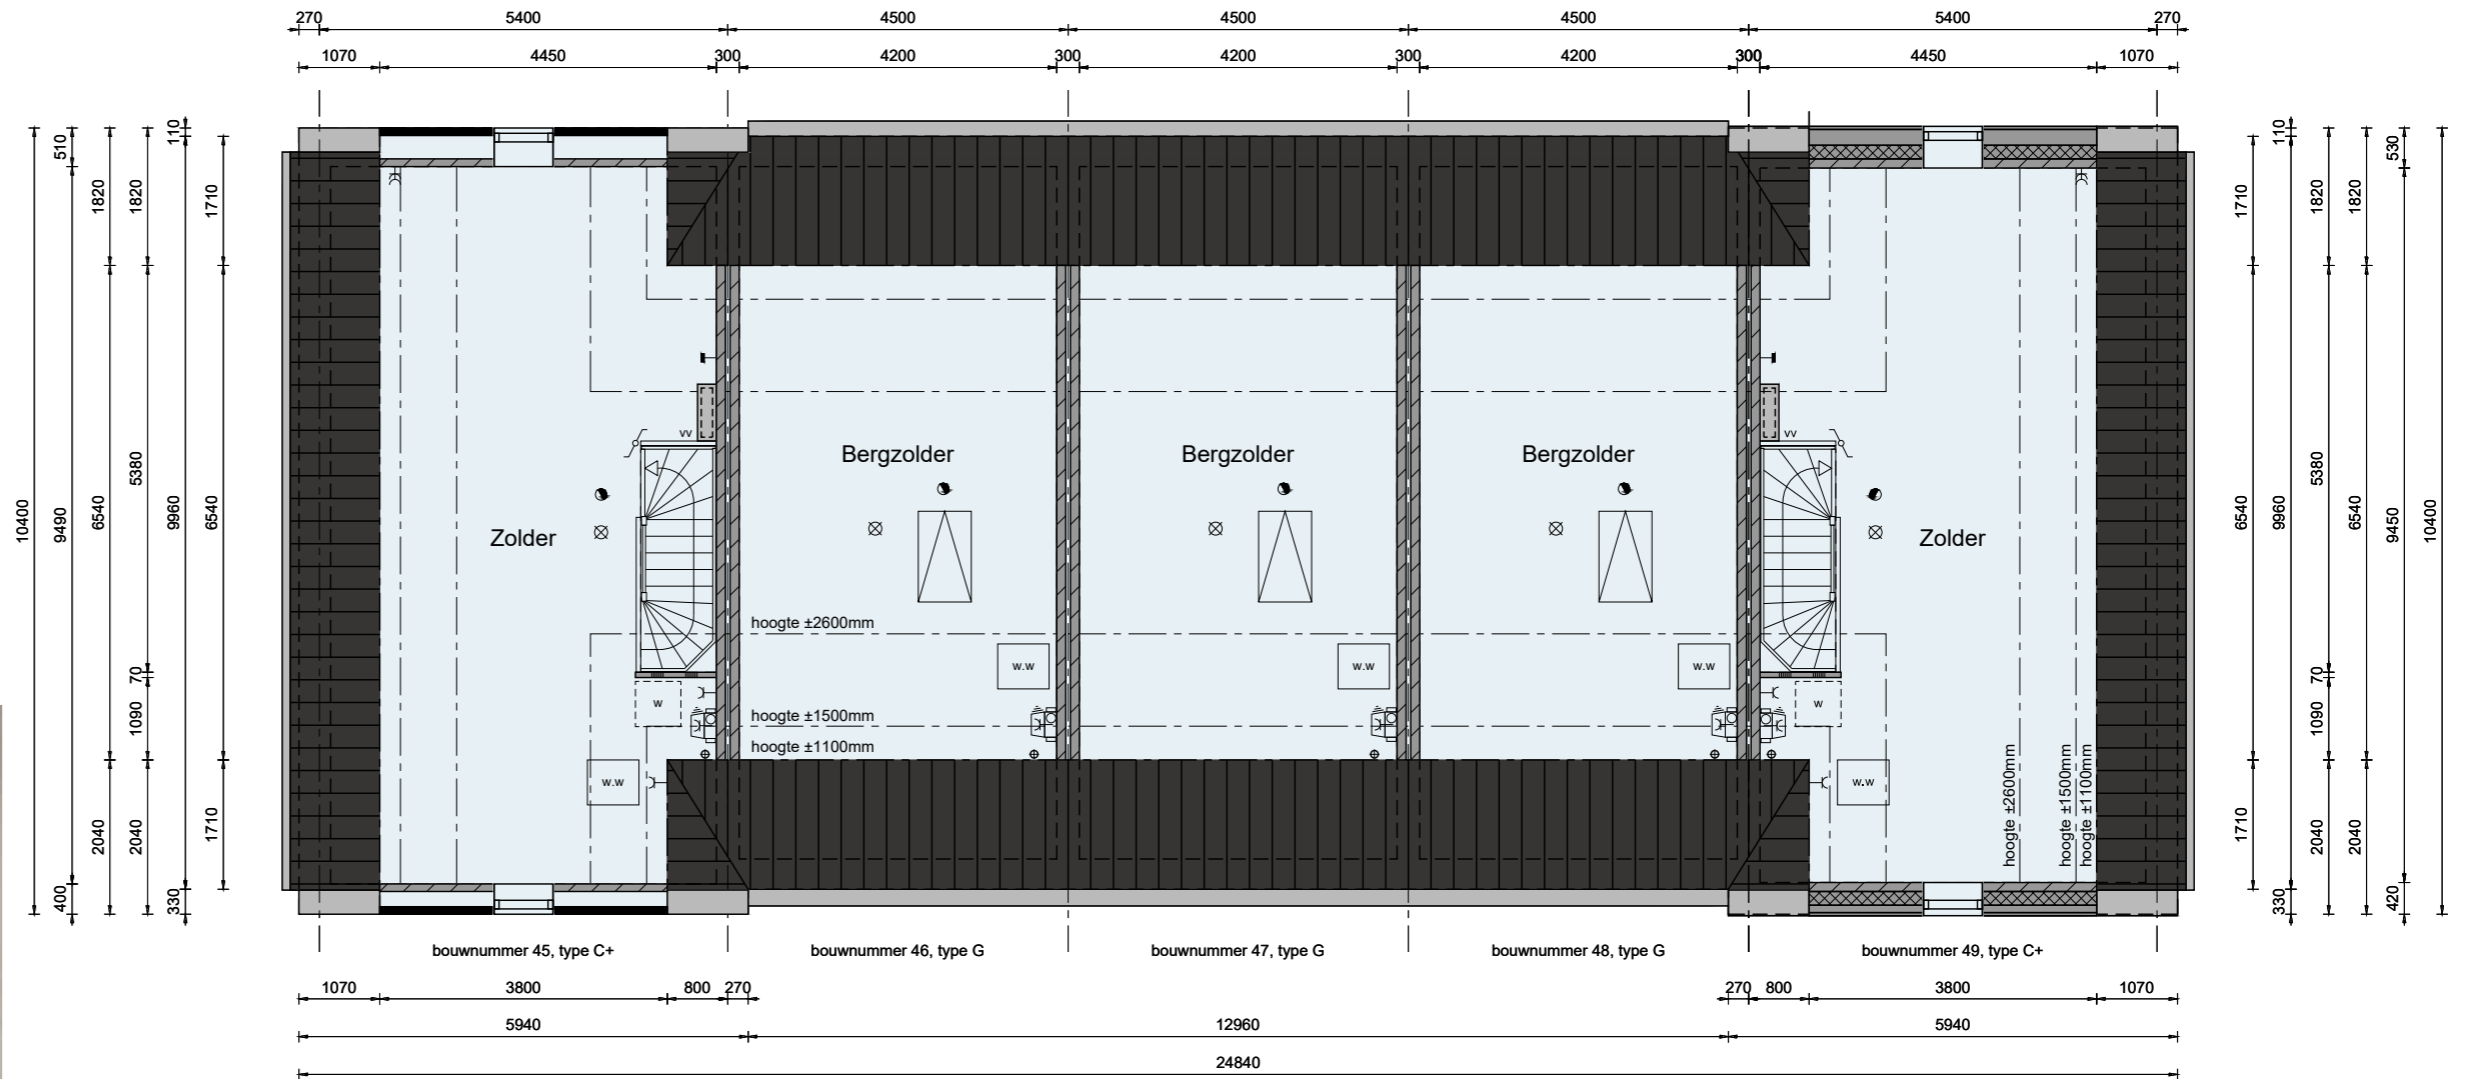 270 5400 4500 4500 4500 5400 270
1070 4450 300 4200 300 4200 300 4200 300 4450 1070
10400
510 9490 400
1820 6540 2040
1820 5380 70 1090 2040
110 9960 330
1710 6540 1710
vv
Bergzolder Bergzolder Bergzolder
vv
Zolder
Zolder
hoogte ±2600mm
w.w w.w w.w
w
w
hoogte ±1500mm
hoogte ±1100mm
w.w
w.w
hoogte ±2600mm
hoogte ±1500mm
hoogte ±1100mm
1710 6540 1710
110 9960 330
1820 5380 70 1090 2040
1820 6540 2040
530 9450 420
10400
bouwnummer 45, type C+ bouwnummer 46, type G bouwnummer 47, type G bouwnummer 48, type G bouwnummer 49, type C+
1070 3800 800 270 270 800 3800 1070
5940 12960 5940
24840